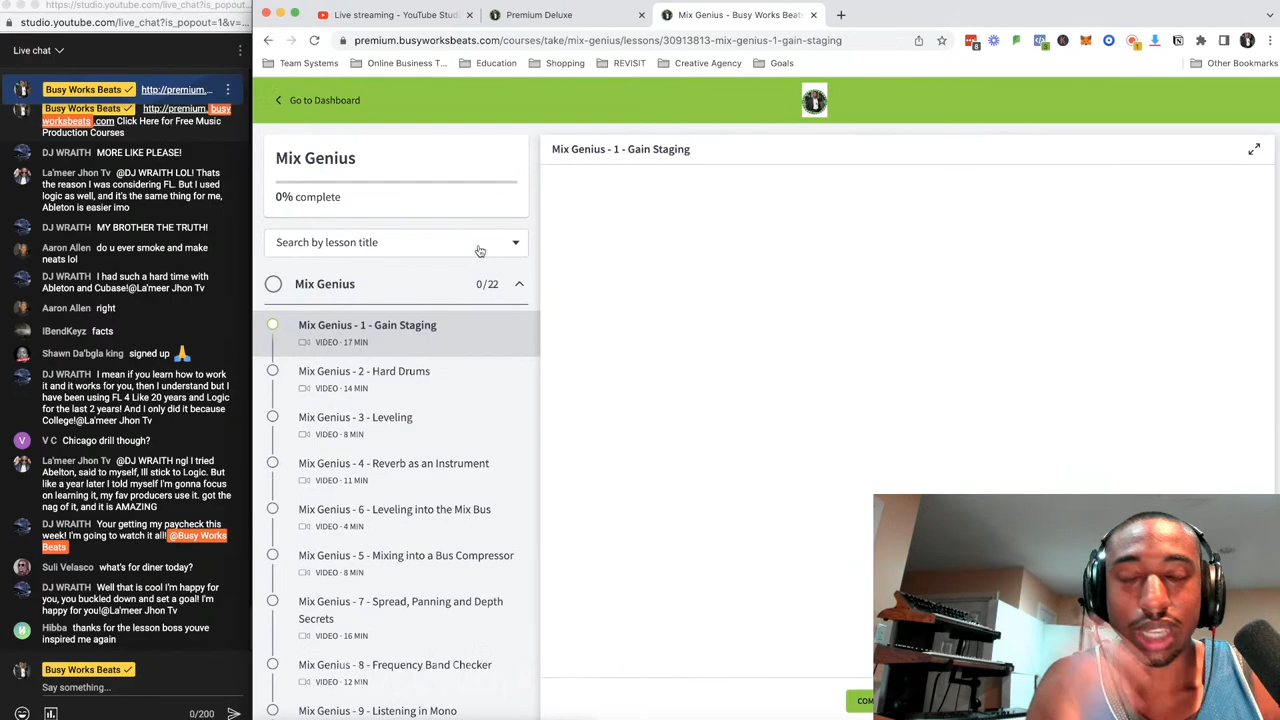 studio.youtube.com/live_chat?is_popout=1&v=...
studio.youtube.com/live_chat?is_popout=1&v=...
Live chat
Busy Works Beats http://premium....
Busy Works Beats http://premium.busy
worksbeats.com Click Here for Free Music
Production Courses
DJ WRAITH MORE LIKE PLEASE!
La'meer Jhon Tv @DJ WRAITH LOL! Thats
the reason I was considering FL. But I used
logic as well, and it's the same thing for me,
Ableton is easier imo
DJ WRAITH MY BROTHER THE TRUTH!
Aaron Allen do u ever smoke and make
neats lol
DJ WRAITH I had such a hard time with
Ableton and Cubase!@La'meer Jhon Tv
Aaron Allen right
IBendKeyz facts
Shawn Da'bgla king signed up 🙏
DJ WRAITH I mean if you learn how to work
it and it works for you, then I understand but I
have been using FL 4 Like 20 years and Logic
for the last 2 years! And I only did it because
College!@La'meer Jhon Tv
V C Chicago drill though?
La'meer Jhon Tv @DJ WRAITH ngl I tried
Abelton, said to myself, Ill stick to Logic. But
like a year later I told myself I'm gonna focus
on learning it, my fav producers use it. got the
nag of it, and it is AMAZING
DJ WRAITH Your getting my paycheck this
week! I'm going to watch it all! @Busy Works
Beats
Suli Velasco what's for diner today?
DJ WRAITH Well that is cool I'm happy for
you, you buckled down and set a goal! I'm
happy for you!@La'meer Jhon Tv
Hibba thanks for the lesson boss youve
inspired me again
Busy Works Beats
Say something...
0/200
Live streaming - YouTube Stud
Premium Deluxe
Mix Genius - Busy Works Beats
premium.busyworksbeats.com/courses/take/mix-genius/lessons/30913813-mix-genius-1-gain-staging
Team Systems
Online Business T...
Education
Shopping
REVISIT
Creative Agency
Goals
Other Bookmarks
Go to Dashboard
Mix Genius
0% complete
Search by lesson title
Mix Genius 0/22
Mix Genius - 1 - Gain Staging
VIDEO · 17 MIN
Mix Genius - 2 - Hard Drums
VIDEO · 14 MIN
Mix Genius - 3 - Leveling
VIDEO · 8 MIN
Mix Genius - 4 - Reverb as an Instrument
VIDEO · 11 MIN
Mix Genius - 6 - Leveling into the Mix Bus
VIDEO · 4 MIN
Mix Genius - 5 - Mixing into a Bus Compressor
VIDEO · 8 MIN
Mix Genius - 7 - Spread, Panning and Depth
Secrets
VIDEO · 16 MIN
Mix Genius - 8 - Frequency Band Checker
VIDEO · 12 MIN
Mix Genius - 9 - Listening in Mono
Mix Genius - 1 - Gain Staging